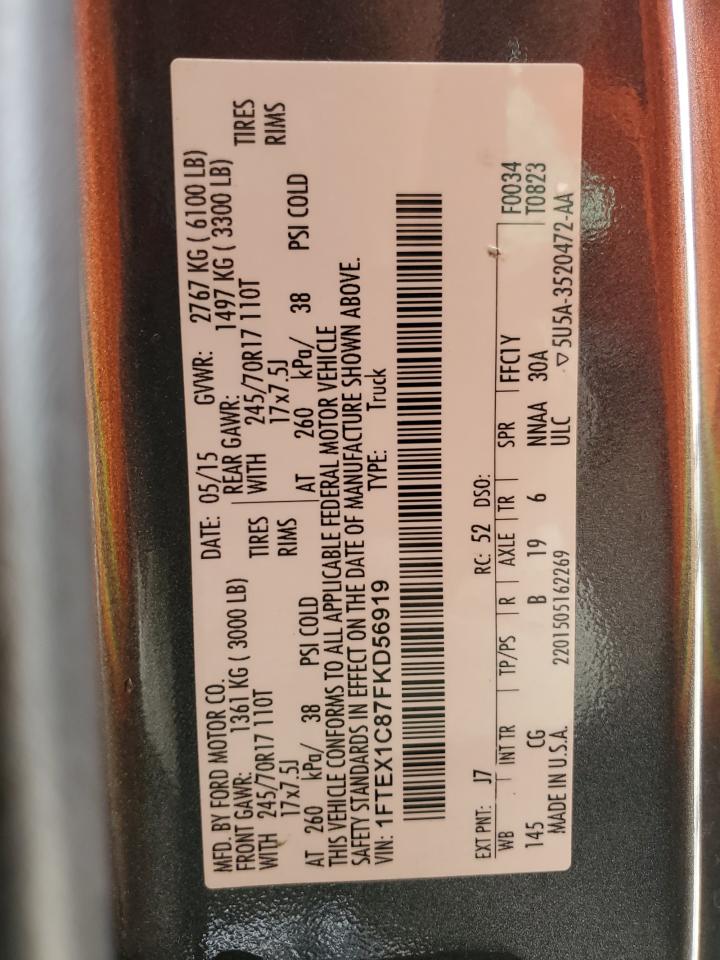 MFD. BY FORD MOTOR CO. DATE: 05/15 GVWR: 2767 KG ( 6100 LB)
FRONT GAWR: 1361 KG ( 3000 LB) REAR GAWR: 1497 KG ( 3300 LB)
WITH 245/70R17 110T TIRES WITH 245/70R17 110T TIRES
17x7.5J RIMS 17x7.5J RIMS
AT 260 kPa/ 38 PSI COLD AT 260 kPa/ 38 PSI COLD
THIS VEHICLE CONFORMS TO ALL APPLICABLE FEDERAL MOTOR VEHICLE
SAFETY STANDARDS IN EFFECT ON THE DATE OF MANUFACTURE SHOWN ABOVE.
VIN: 1FTEX1C87FKD56919 TYPE: Truck
EXT PNT: J7 RC: 52 DSO: F0034
WB INT TR TP/PS R AXLE TR SPR FFC1Y T0823
145 CG B 19 6 NNAA 30A
MADE IN U.S.A. 2201505162269 ULC ▽5U5A-3520472-AA